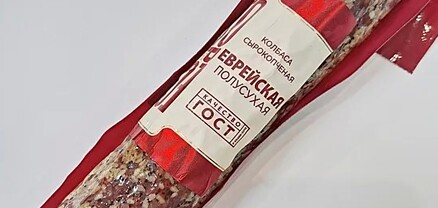 КОЛБАСА
СЫРОКОПЧЕНАЯ
ЕВРЕЙСКАЯ
ПОЛУСУХАЯ
КАЧЕСТВО
ГОСТ